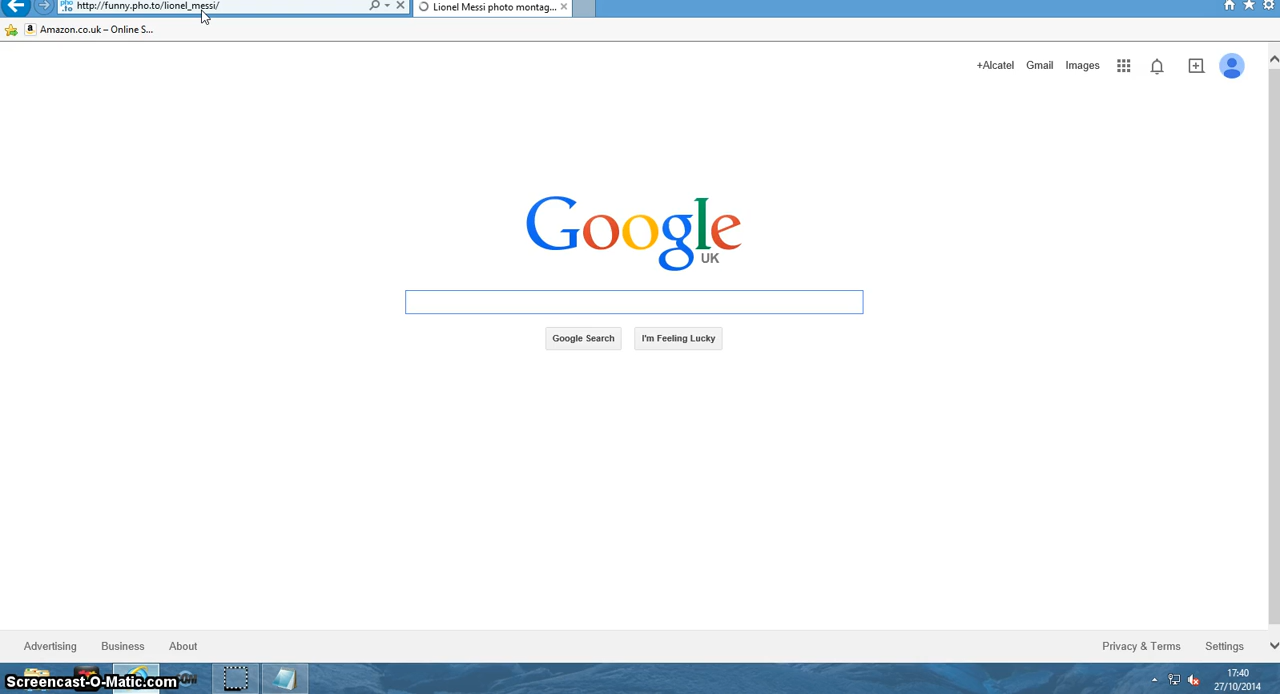 http://funny.pho.to/lionel_messi/
Lionel Messi photo montag...
Amazon.co.uk – Online S...
+Alcatel Gmail Images
Google
UK
Google Search
I'm Feeling Lucky
Advertising Business About
Privacy & Terms Settings
Screencast-O-Matic.com
17:40
27/10/2014